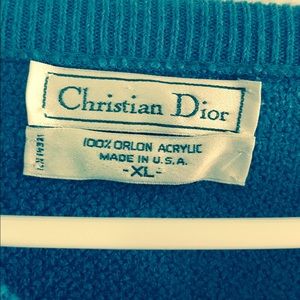 Christian Dior
100% ORLON ACRYLIC
MADE IN U.S.A.
-XL-